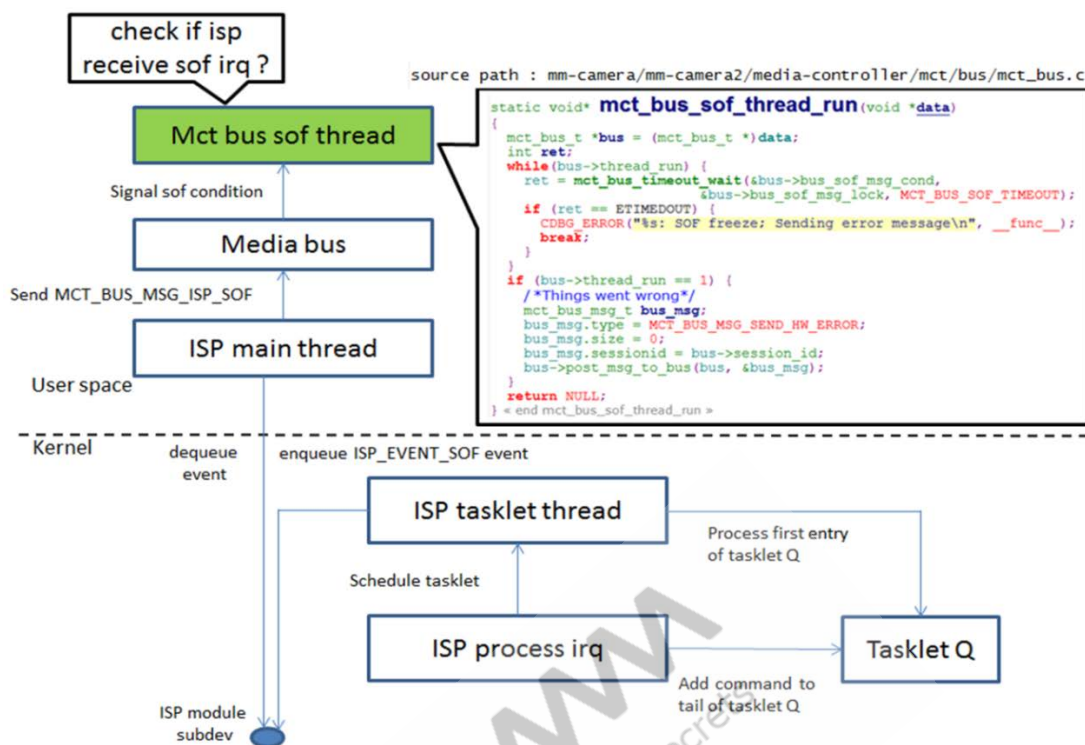 check if isp
receive sof irq ?
source path : mm-camera/mm-camera2/media-controller/mct/bus/mct_bus.c
Mct bus sof thread
static void* mct_bus_sof_thread_run(void *data)
{
mct_bus_t *bus = (mct_bus_t *)data;
int ret;
while(bus->thread_run) {
ret = mct_bus_timeout_wait(&bus->bus_sof_msg_cond,
&bus->bus_sof_msg_lock, MCT_BUS_SOF_TIMEOUT);
if (ret == ETIMEDOUT) {
CDBG_ERROR("%s: SOF freeze; Sending error message\n", __func__);
break;
}
}
if (bus->thread_run == 1) {
/*Things went wrong*/
mct_bus_msg_t bus_msg;
bus_msg.type = MCT_BUS_MSG_SEND_HW_ERROR;
bus_msg.size = 0;
bus_msg.sessionid = bus->session_id;
bus->post_msg_to_bus(bus, &bus_msg);
}
return NULL;
} « end mct_bus_sof_thread_run »
Signal sof condition
Media bus
Send MCT_BUS_MSG_ISP_SOF
ISP main thread
User space
Kernel
dequeue
event
enqueue ISP_EVENT_SOF event
ISP tasklet thread
Process first entry
of tasklet Q
Schedule tasklet
ISP process irq
Tasklet Q
Add command to
tail of tasklet Q
ISP module
subdev